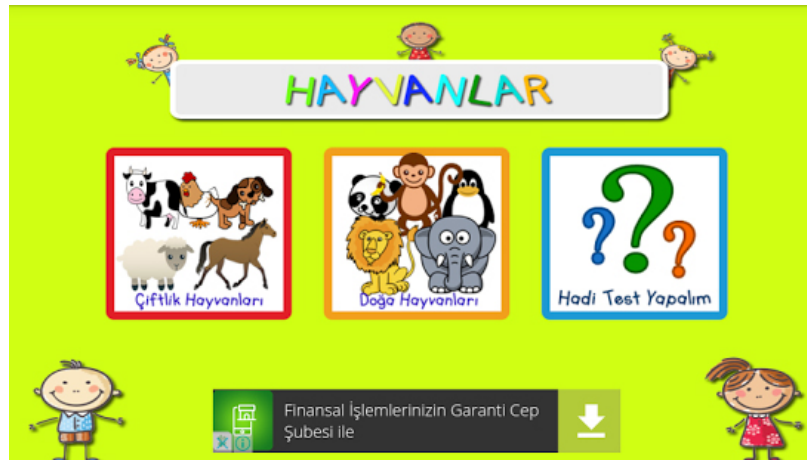 HAYVANLAR
Çiftlik Hayvanları
Doğa Hayvanları
Hadi Test Yapalım
Finansal İşlemlerinizin Garanti Cep
Şubesi ile